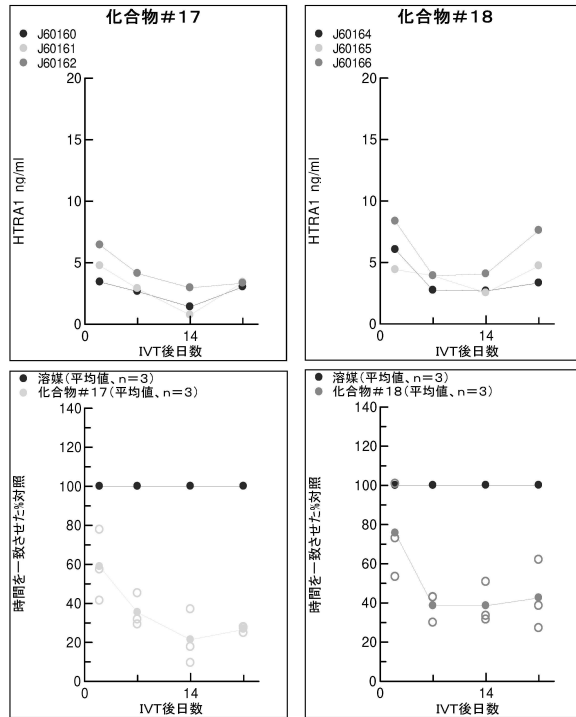 化合物＃17
J60160
J60161
J60162
20
15
10
5
0
0
14
HTRA1 ng/ml
IVT後日数
化合物＃18
J60164
J60165
J60166
20
15
10
5
0
0
14
HTRA1 ng/ml
IVT後日数
溶媒(平均値、n＝3)
化合物＃17(平均値、n＝3)
140
120
100
80
60
40
20
0
0
14
時間を一致させた%対照
IVT後日数
溶媒(平均値、n＝3)
化合物＃18(平均値、n＝3)
140
120
100
80
60
40
20
0
0
14
時間を一致させた%対照
IVT後日数